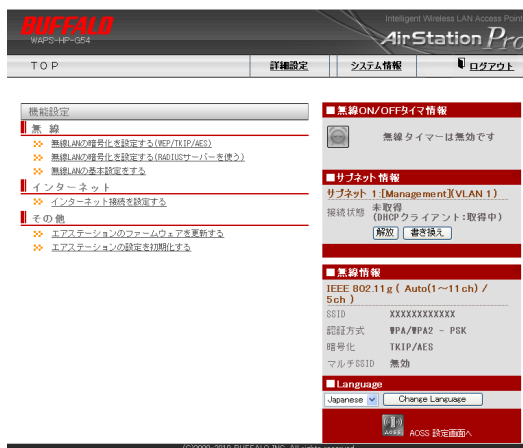 BUFFALO
WAPS-HP-G54
Intelligent Wireless LAN Access Point
AirStation Pro
TOP
詳細設定
システム情報
ログアウト
機能設定
無線
無線LANの暗号化を設定する(WEP/TKIP/AES)
無線LANの暗号化を設定する(RADIUSサーバーを使う)
無線LANの基本設定をする
インターネット
インターネット接続を設定する
その他
エアステーションのファームウェアを更新する
エアステーションの設定を初期化する
■無線ON/OFFタイマ情報
無線タイマーは無効です
■サブネット情報
サブネット 1:[Management](VLAN 1)
接続状態 未取得
(DHCPクライアント:取得中)
解放 書き換え
■無線情報
IEEE 802.11g ( Auto(1~11ch) /
5ch )
SSID XXXXXXXXXXXX
認証方式 WPA/WPA2 - PSK
暗号化 TKIP/AES
マルチSSID 無効
■Language
Japanese Change Language
AOSS AOSS 設定画面へ
(C)2000-2010 BUFFALO INC. All rights reserved.